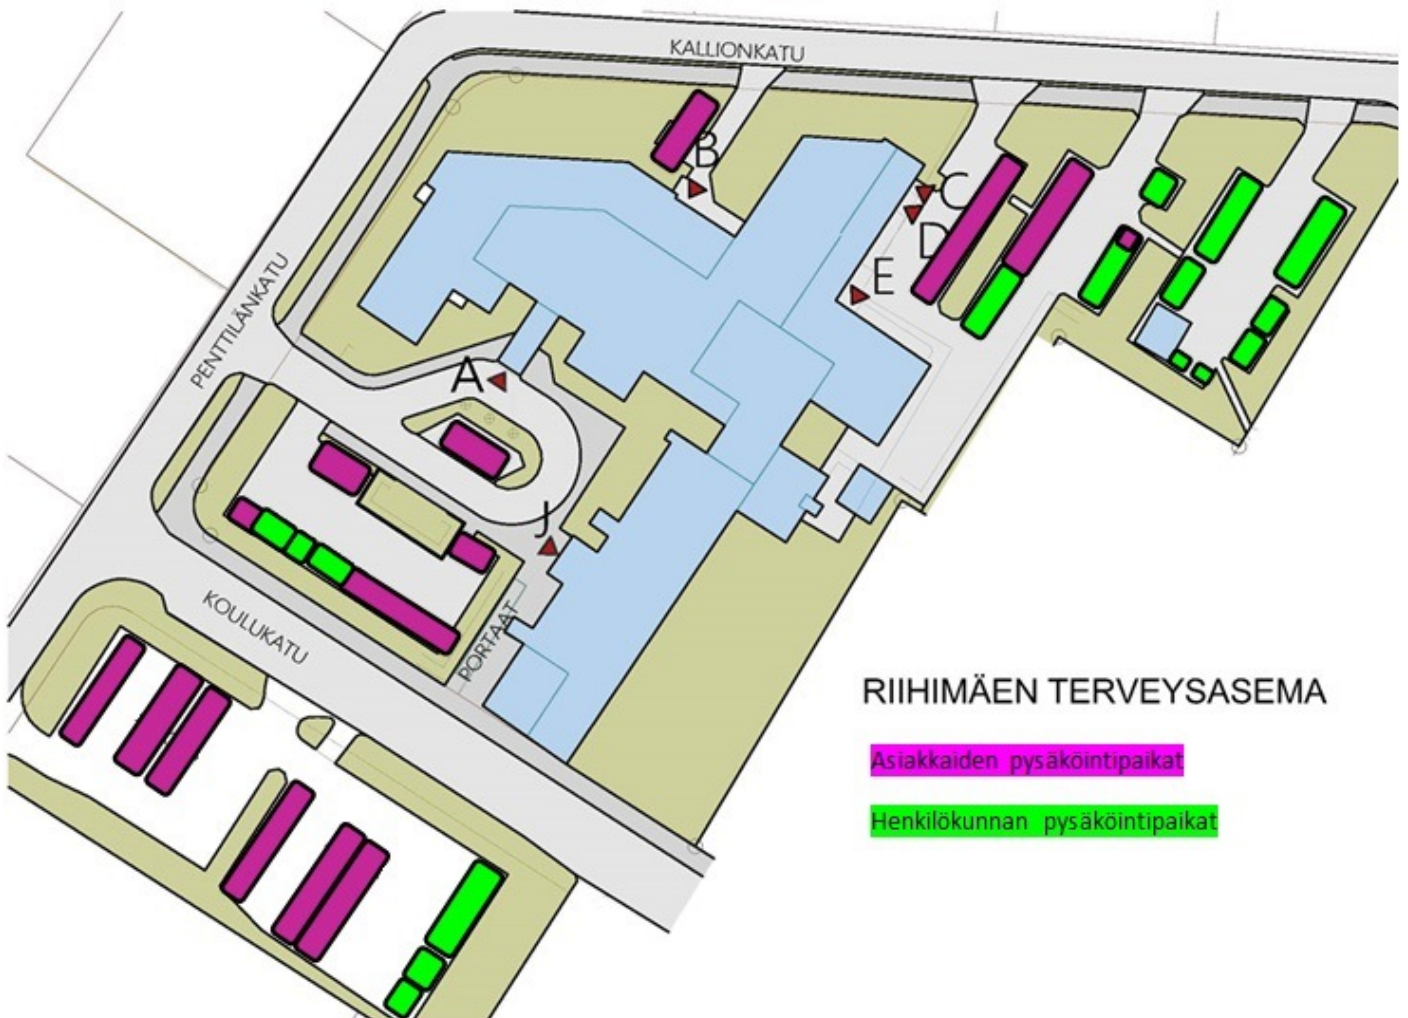 KALLIONKATU
B
C
D
E
PENTTILÄNKATU
A
J
KOULUKATU
PORTAAT
RIIHIMÄEN TERVEYSASEMA
Asiakkaiden pysäköintipaikat
Henkilökunnan pysäköintipaikat